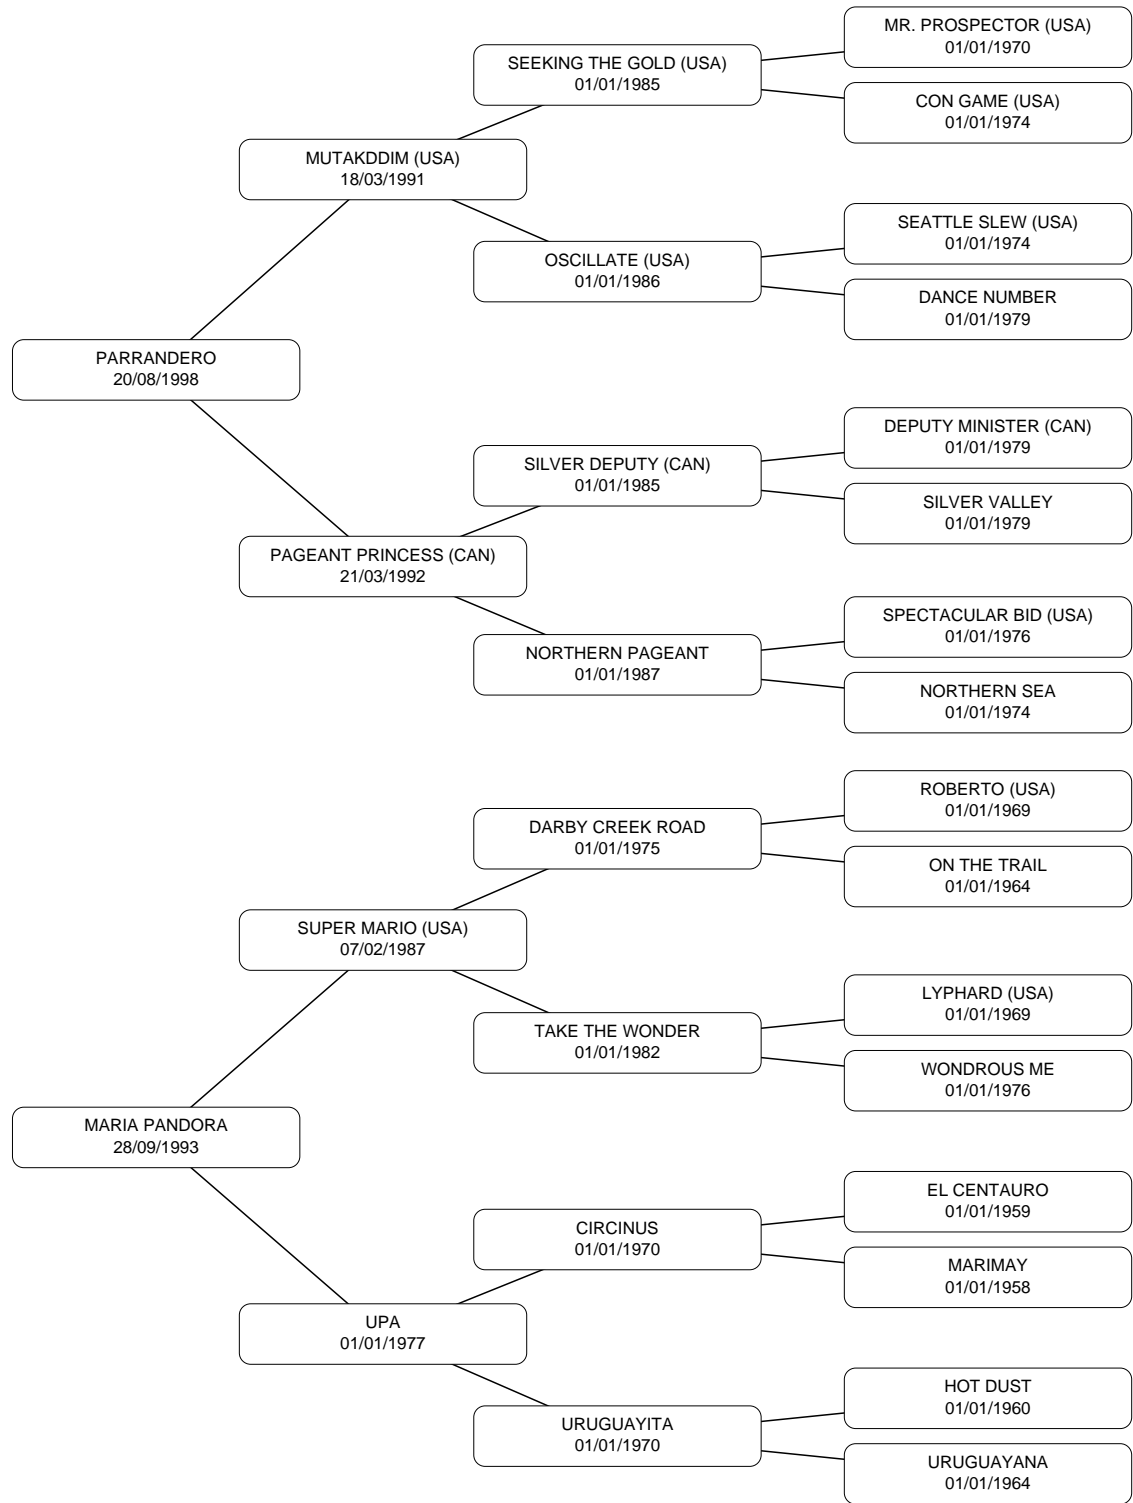 MR. PROSPECTOR (USA)
01/01/1970
SEEKING THE GOLD (USA)
01/01/1985
CON GAME (USA)
01/01/1974
MUTAKDDIM (USA)
18/03/1991
SEATTLE SLEW (USA)
01/01/1974
OSCILLATE (USA)
01/01/1986
DANCE NUMBER
01/01/1979
PARRANDERO
20/08/1998
DEPUTY MINISTER (CAN)
01/01/1979
SILVER DEPUTY (CAN)
01/01/1985
SILVER VALLEY
01/01/1979
PAGEANT PRINCESS (CAN)
21/03/1992
SPECTACULAR BID (USA)
01/01/1976
NORTHERN PAGEANT
01/01/1987
NORTHERN SEA
01/01/1974
ROBERTO (USA)
01/01/1969
DARBY CREEK ROAD
01/01/1975
ON THE TRAIL
01/01/1964
SUPER MARIO (USA)
07/02/1987
LYPHARD (USA)
01/01/1969
TAKE THE WONDER
01/01/1982
WONDROUS ME
01/01/1976
MARIA PANDORA
28/09/1993
EL CENTAURO
01/01/1959
CIRCINUS
01/01/1970
MARIMAY
01/01/1958
UPA
01/01/1977
HOT DUST
01/01/1960
URUGUAYITA
01/01/1970
URUGUAYANA
01/01/1964